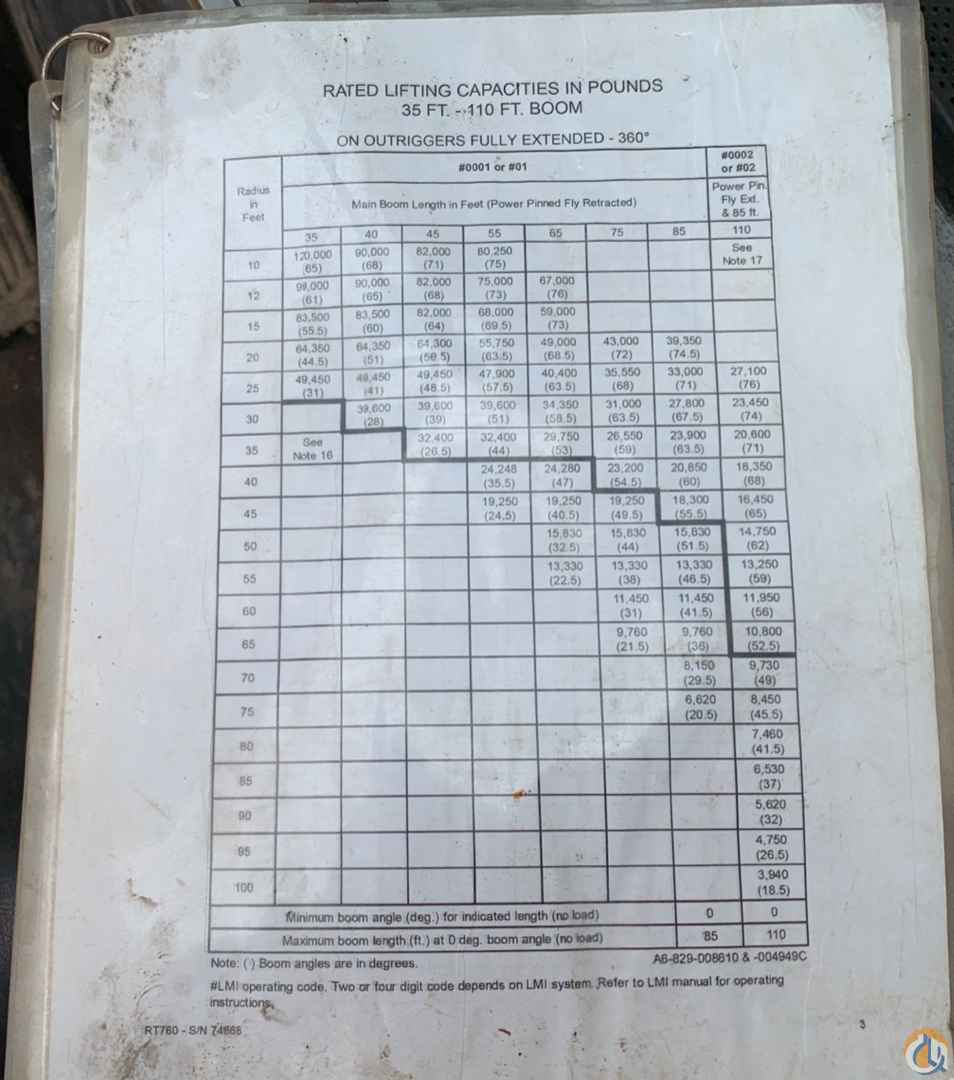 RATED LIFTING CAPACITIES IN POUNDS
35 FT. - 110 FT. BOOM
ON OUTRIGGERS FULLY EXTENDED - 360°
Radius in Feet #0001 or #01 #0002 or #02
Main Boom Length in Feet (Power Pinned Fly Retracted) Power Pin. Fly Ext. & 85 ft.
35 40 45 55 65 75 85 110
10 120,000 (65) 90,000 (68) 82,000 (71) 80,250 (75) See Note 17
12 98,000 (61) 90,000 (65) 82,000 (68) 75,000 (73) 67,000 (76)
15 83,500 (55.5) 83,500 (60) 82,000 (64) 68,000 (69.5) 59,000 (73)
20 64,350 (44.5) 64,350 (51) 64,300 (56.5) 55,750 (63.5) 49,000 (68.5) 43,000 (72) 39,350 (74.5)
25 49,450 (31) 49,450 (41) 49,450 (48.5) 47,900 (57.5) 40,400 (63.5) 35,550 (68) 33,000 (71) 27,100 (76)
30 39,600 (28) 39,600 (39) 39,600 (51) 34,350 (58.5) 31,000 (63.5) 27,800 (67.5) 23,450 (74)
35 See Note 16 32,400 (26.5) 32,400 (44) 29,750 (53) 26,550 (59) 23,900 (63.5) 20,600 (71)
40 24,248 (35.5) 24,280 (47) 23,200 (54.5) 20,850 (60) 18,350 (68)
45 19,250 (24.5) 19,250 (40.5) 19,250 (49.5) 18,300 (55.5) 16,450 (65)
50 15,830 (32.5) 15,830 (44) 15,830 (51.5) 14,750 (62)
55 13,330 (22.5) 13,330 (38) 13,330 (46.5) 13,250 (59)
60 11,450 (31) 11,450 (41.5) 11,950 (56)
65 9,760 (21.5) 9,760 (36) 10,800 (52.5)
70 8,150 (29.5) 9,730 (49)
75 6,620 (20.5) 8,450 (45.5)
80 7,460 (41.5)
85 6,530 (37)
90 5,620 (32)
95 4,750 (26.5)
100 3,940 (18.5)
Minimum boom angle (deg.) for indicated length (no load) 0 0
Maximum boom length (ft.) at 0 deg. boom angle (no load) 85 110
Note: ( ) Boom angles are in degrees. A6-829-008610 & -004949C
#LMI operating code. Two or four digit code depends on LMI system. Refer to LMI manual for operating
instructions.
RT760 - S/N 74668
3